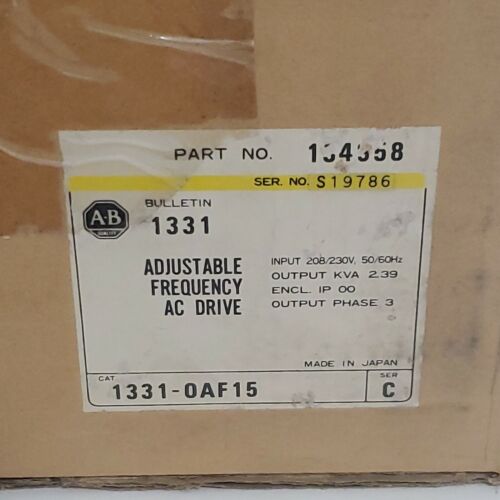 PART NO.
SER. NO. S19786
A-B
QUALITY
BULLETIN
1331
ADJUSTABLE
FREQUENCY
AC DRIVE
INPUT 208/230V, 50/60Hz
OUTPUT KVA 2.39
ENCL. IP 00
OUTPUT PHASE 3
MADE IN JAPAN
CAT
1331-0AF15
SER
C